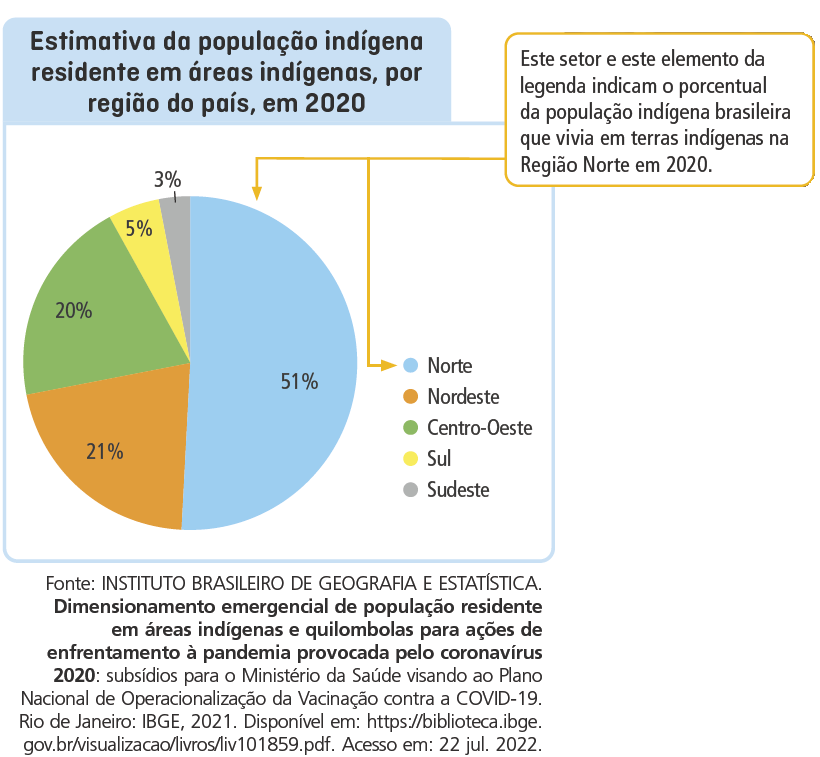 Estimativa da população indígena
residente em áreas indígenas, por
região do país, em 2020
Este setor e este elemento da
legenda indicam o porcentual
da população indígena brasileira
que vivia em terras indígenas na
Região Norte em 2020.
3%
5%
20%
51%
21%
Norte
Nordeste
Centro-Oeste
Sul
Sudeste
Fonte: INSTITUTO BRASILEIRO DE GEOGRAFIA E ESTATÍSTICA.
Dimensionamento emergencial de população residente
em áreas indígenas e quilombolas para ações de
enfrentamento à pandemia provocada pelo coronavírus
2020: subsídios para o Ministério da Saúde visando ao Plano
Nacional de Operacionalização da Vacinação contra a COVID-19.
Rio de Janeiro: IBGE, 2021. Disponível em: https://biblioteca.ibge.
gov.br/visualizacao/livros/liv101859.pdf. Acesso em: 22 jul. 2022.